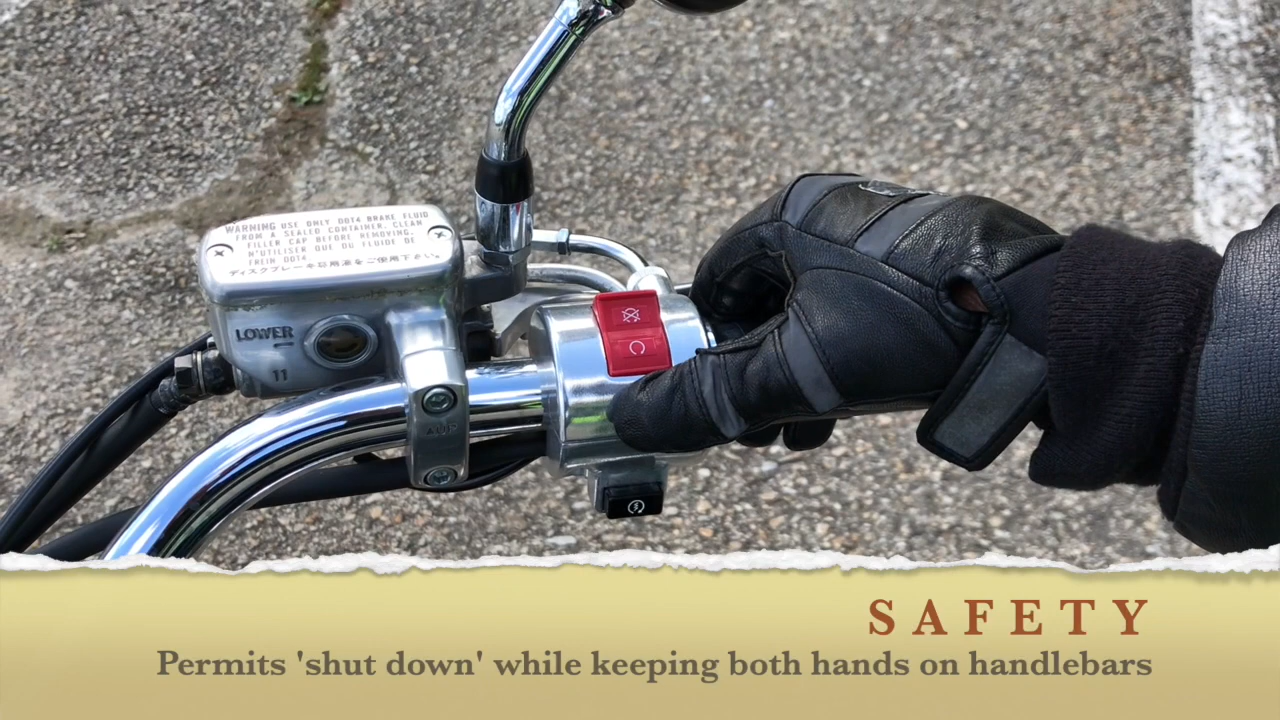 WARNING USE ONLY DOT4 BRAKE FLUID
FROM A SEALED CONTAINER. CLEAN
FILLER CAP BEFORE REMOVING.
N'UTILISER QUE DU FLUIDE DE
FREIN DOT4
LOWER
11
SAFETY
Permits 'shut down' while keeping both hands on handlebars